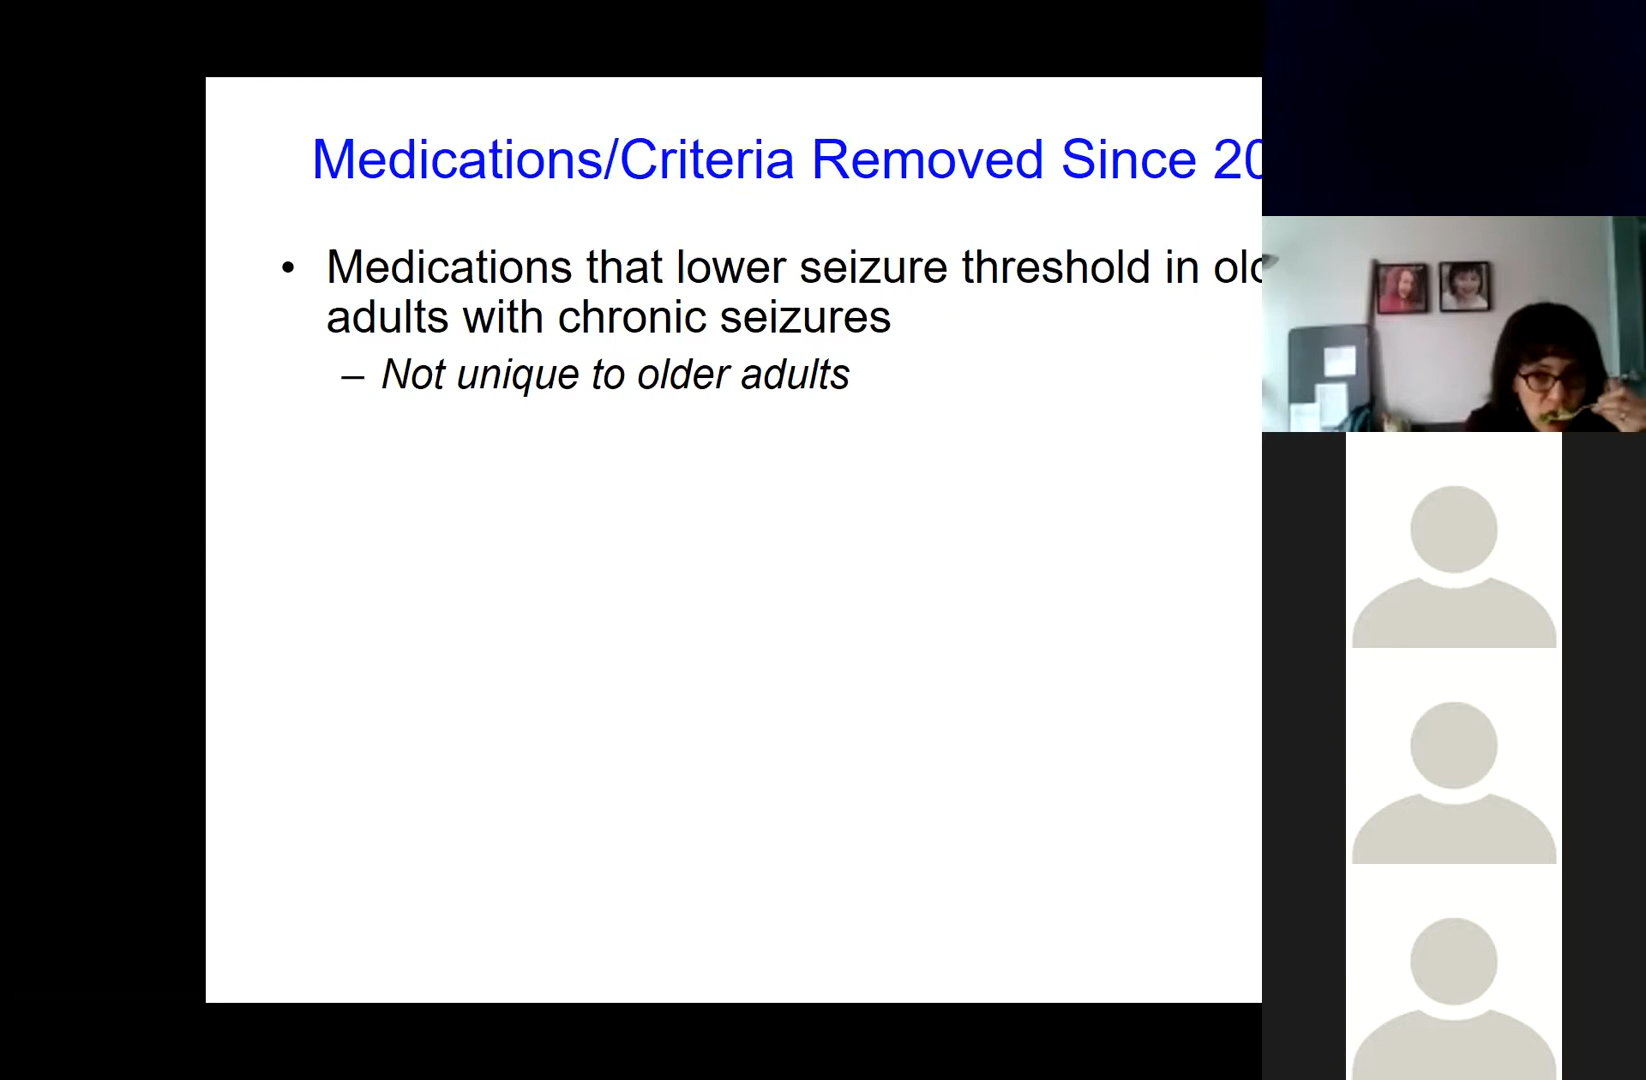 Medications/Criteria Removed Since 20
• Medications that lower seizure threshold in
adults with chronic seizures
– Not unique to older adults